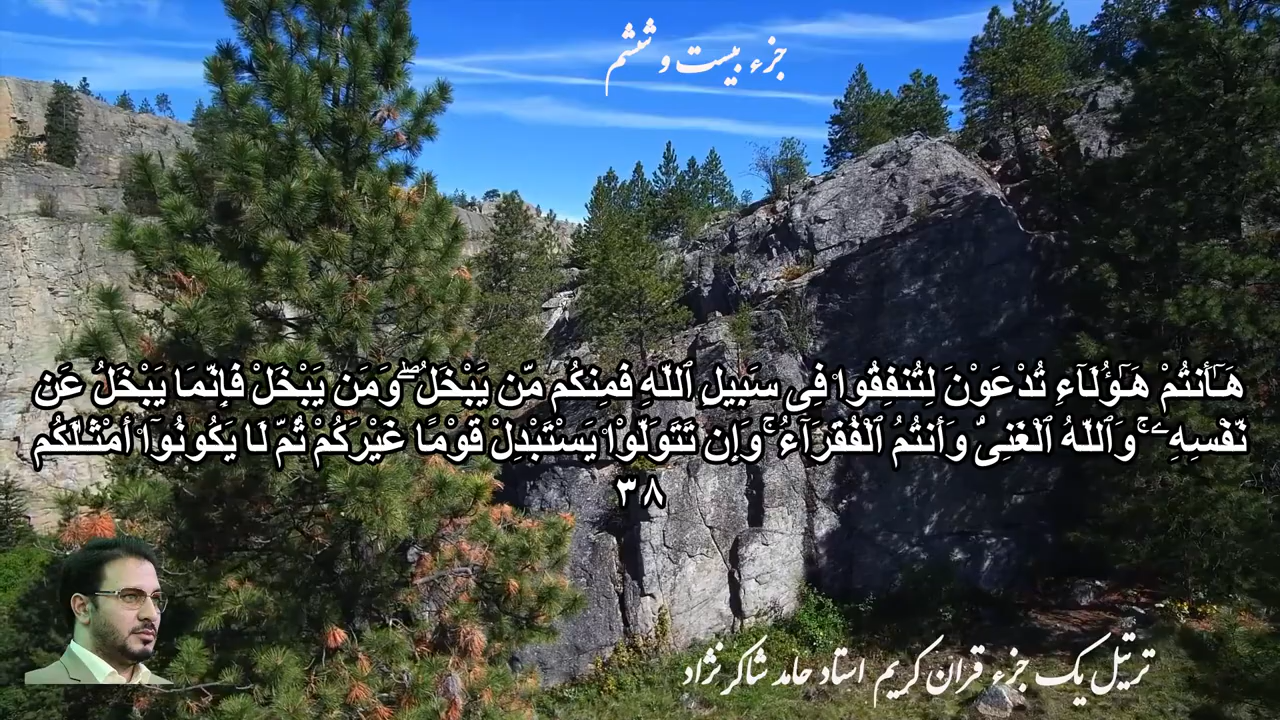 جزء بیست و ششم
هَـٰٓأَنتُمْ هَـٰٓؤُلَآءِ تُدْعَوْنَ لِتُنفِقُوا۟ فِى سَبِيلِ ٱللَّهِ فَمِنكُم مَّن يَبْخَلُ ۖ وَمَن يَبْخَلْ فَإِنَّمَا يَبْخَلُ عَن
نَّفْسِهِۦ ۚ وَٱللَّهُ ٱلْغَنِىُّ وَأَنتُمُ ٱلْفُقَرَآءُ ۚ وَإِن تَتَوَلَّوْا۟ يَسْتَبْدِلْ قَوْمًا غَيْرَكُمْ ثُمَّ لَا يَكُونُوٓا۟ أَمْثَـٰلَكُم
٣٨
ترتیل یک جزء قران کریم استاد حامد شاکرنژاد